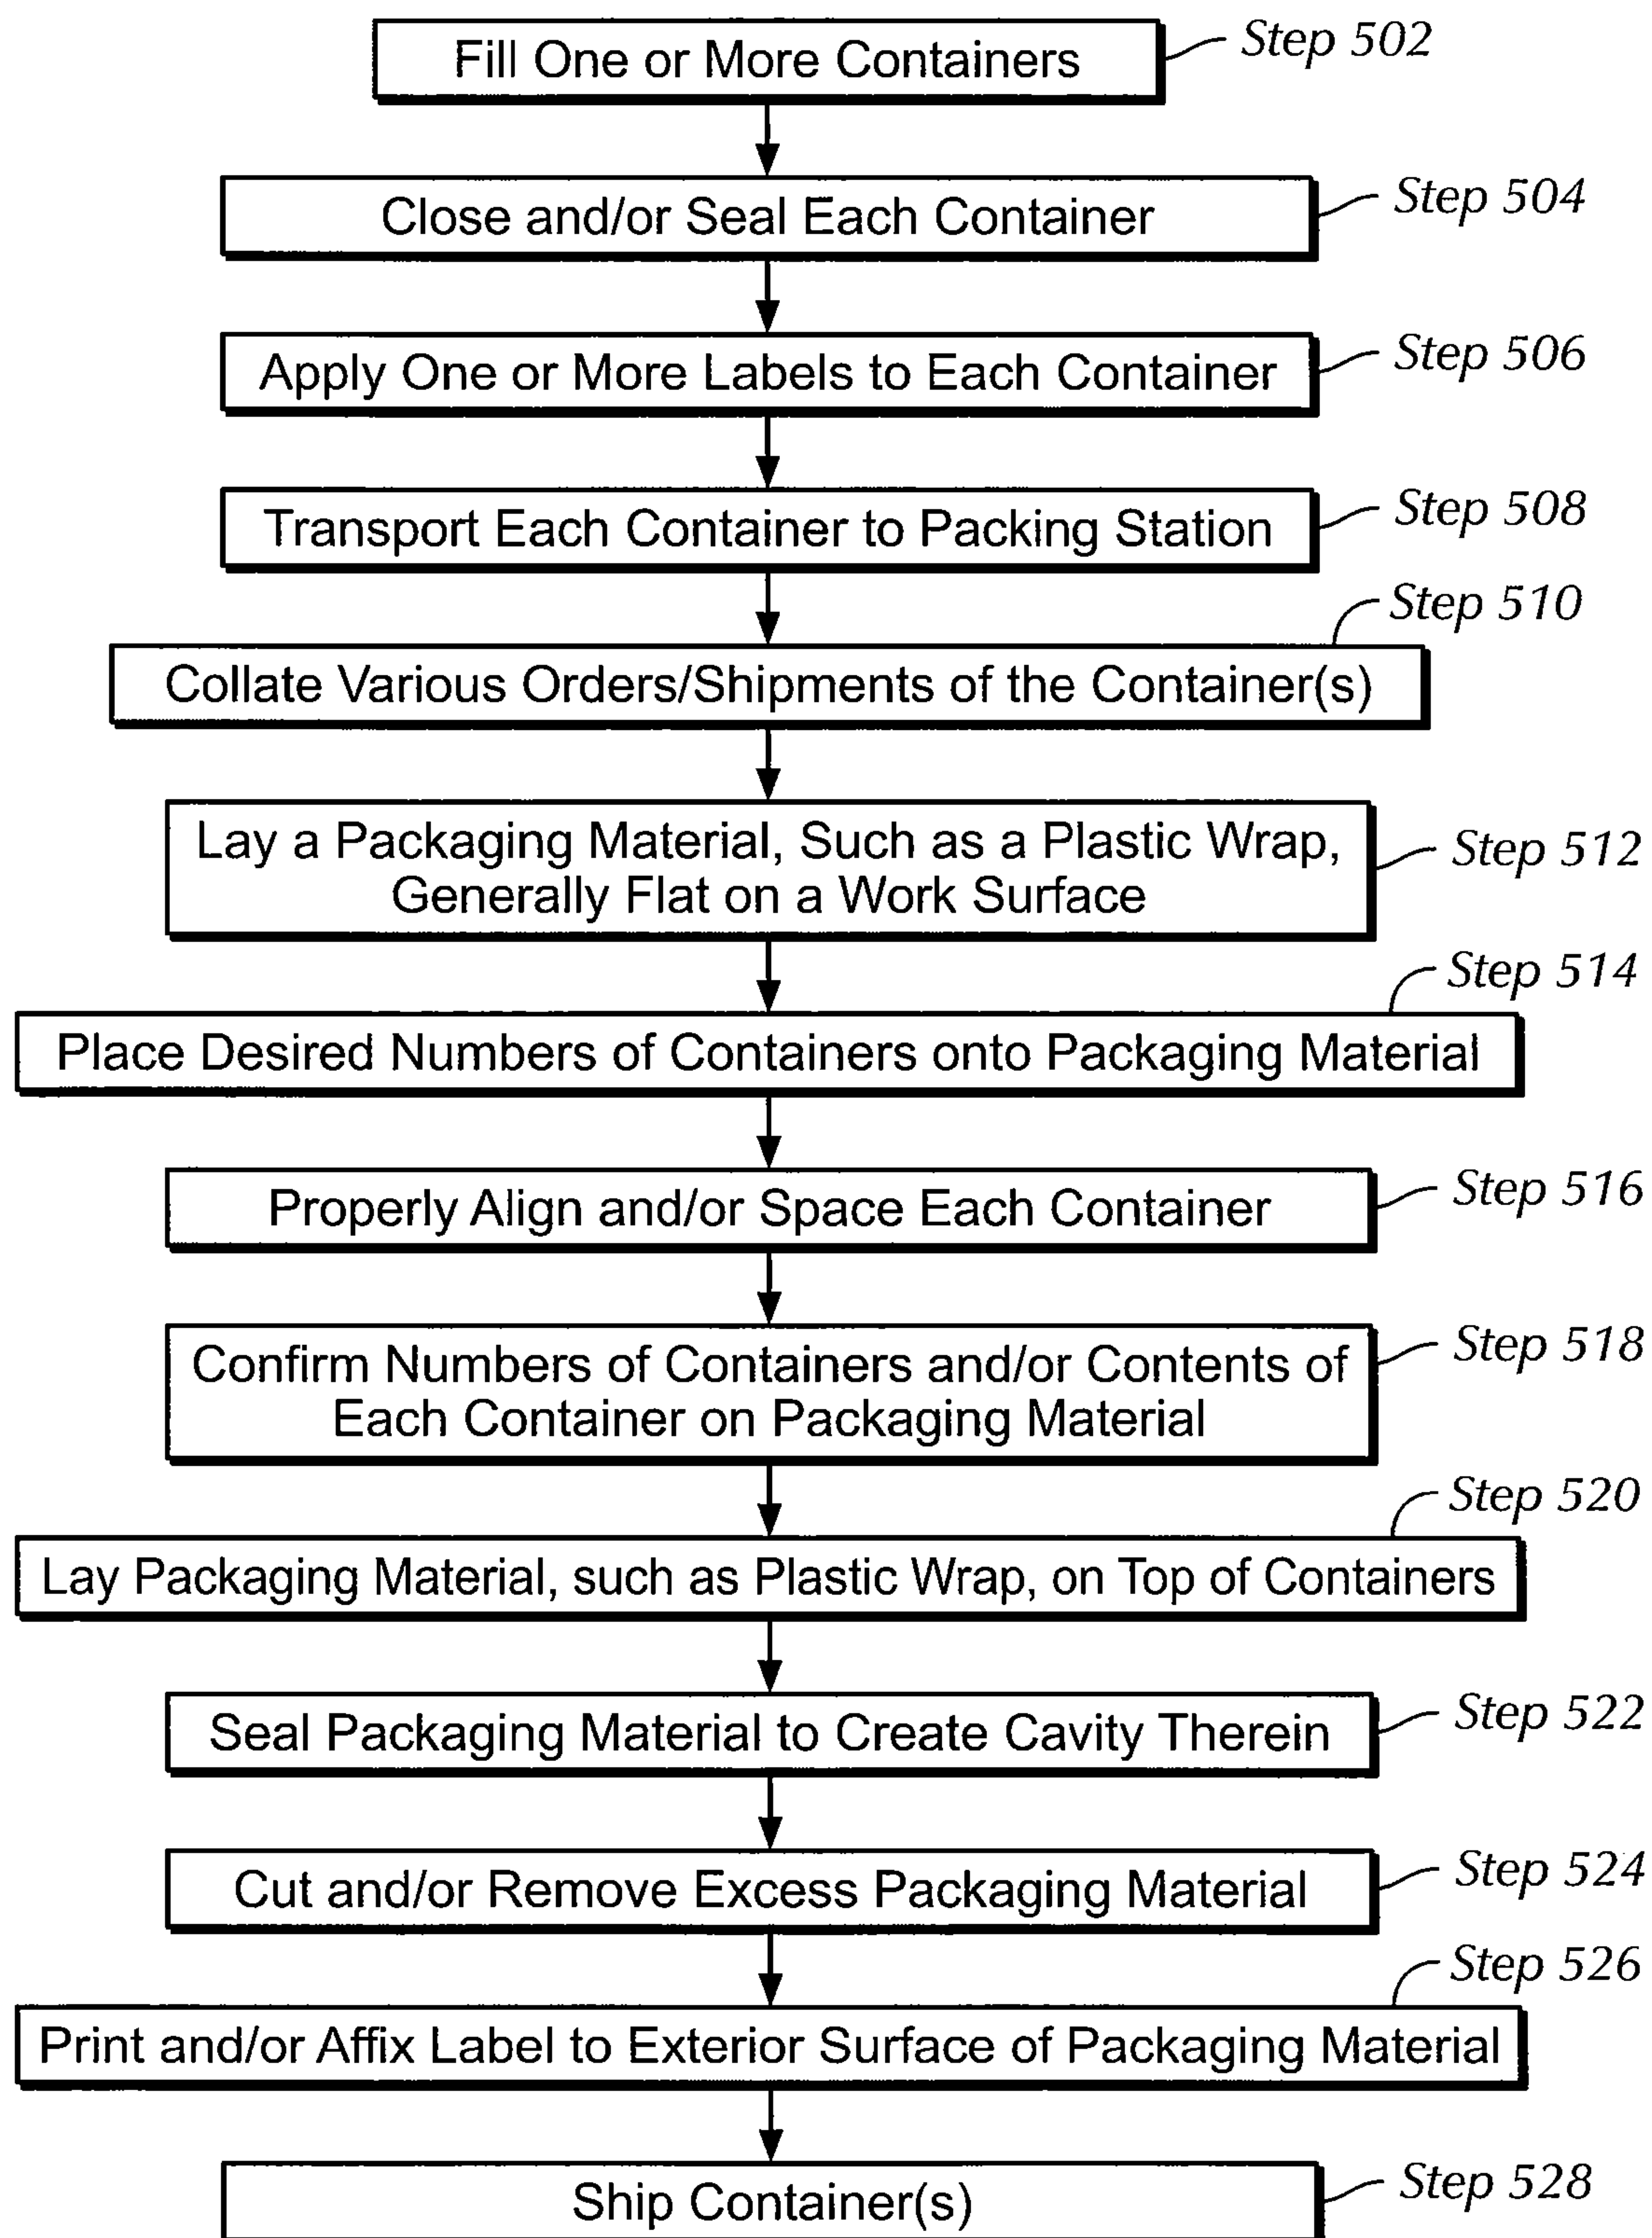 Fill One or More Containers
Step 502
Close and/or Seal Each Container
Step 504
Apply One or More Labels to Each Container
Step 506
Transport Each Container to Packing Station
Step 508
Step 510
Collate Various Orders/Shipments of the Container(s)
Lay a Packaging Material, Such as a Plastic Wrap,
Generally Flat on a Work Surface
Step 512
Step 514
Place Desired Numbers of Containers onto Packaging Material
Properly Align and/or Space Each Container
Step 516
Confirm Numbers of Containers and/or Contents of
Each Container on Packaging Material
Step 518
Step 520
Lay Packaging Material, such as Plastic Wrap, on Top of Containers
Seal Packaging Material to Create Cavity Therein
Step 522
Cut and/or Remove Excess Packaging Material
Step 524
Step 526
Print and/or Affix Label to Exterior Surface of Packaging Material
Ship Container(s)
Step 528